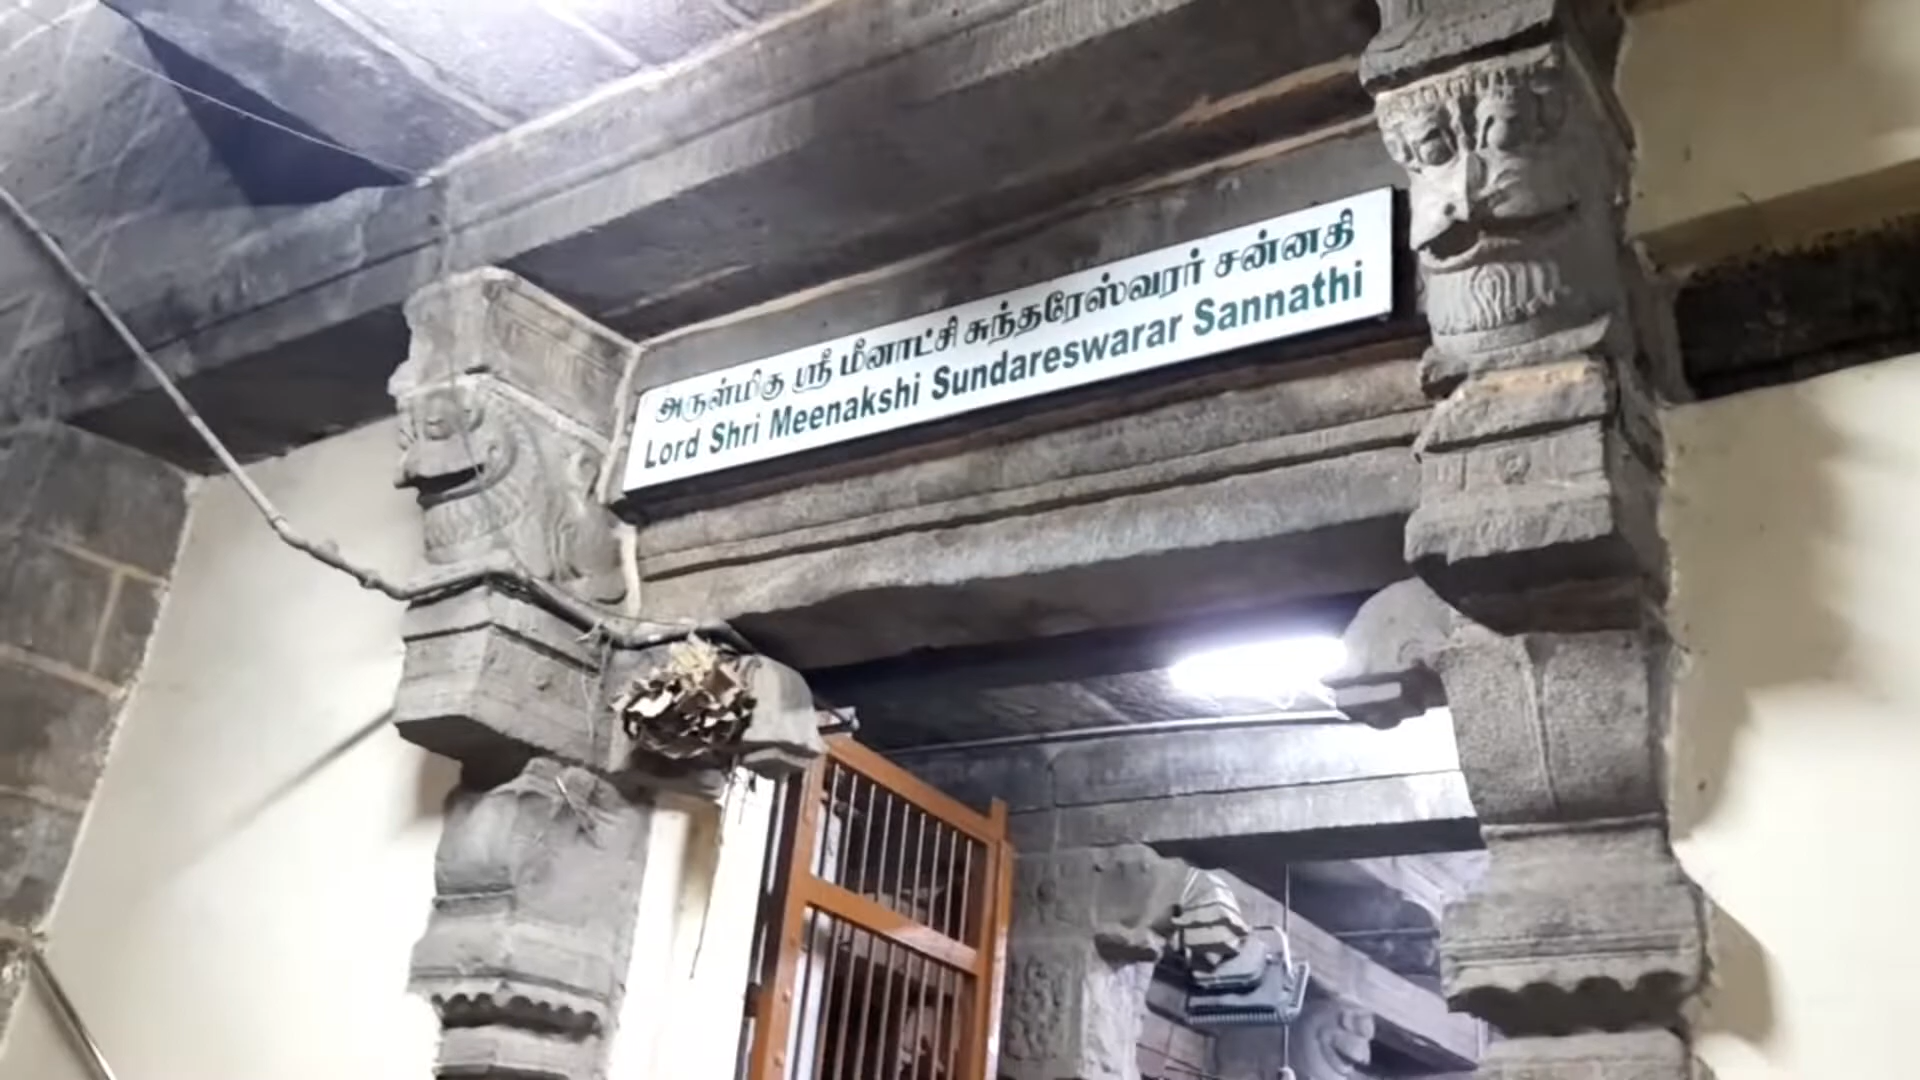 அருள்மிகு ஸ்ரீ மீனாட்சி சுந்தரேஸ்வரர் சன்னதி
Lord Shri Meenakshi Sundareswarar Sannathi